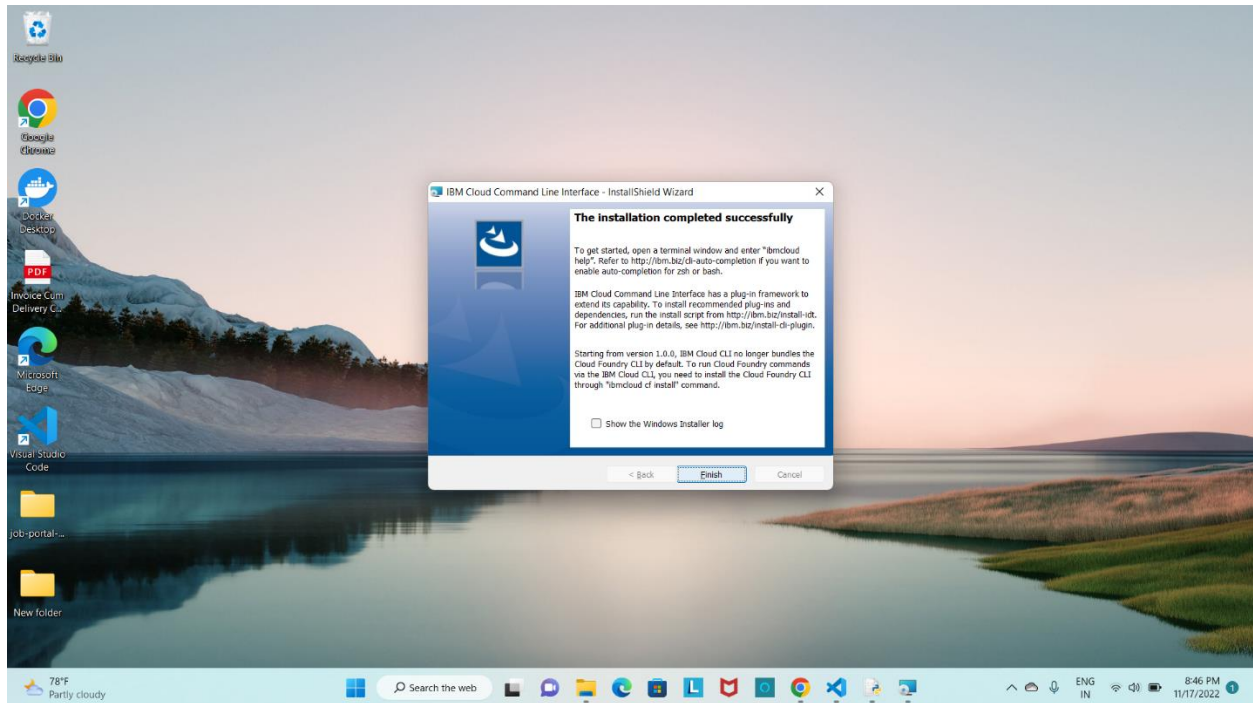 Recycle Bin
Google
Chrome
Docker
Desktop
PDF
Invoice Cum
Delivery C...
Microsoft
Edge
Visual Studio
Code
job-portal-...
New folder
IBM Cloud Command Line Interface - InstallShield Wizard
The installation completed successfully
To get started, open a terminal window and enter "ibmcloud
help". Refer to http://ibm.biz/cli-auto-completion if you want to
enable auto-completion for zsh or bash.
IBM Cloud Command Line Interface has a plug-in framework to
extend its capability. To install recommended plug-ins and
dependencies, run the install script from http://ibm.biz/install-idt.
For additional plug-in details, see http://ibm.biz/install-cli-plugin.
Starting from version 1.0.0, IBM Cloud CLI no longer bundles the
Cloud Foundry CLI by default. To run Cloud Foundry commands
via the IBM Cloud CLI, you need to install the Cloud Foundry CLI
through "ibmcloud cf install" command.
Show the Windows Installer log
< Back Finish Cancel
78°F
Partly cloudy
Search the web
L
ENG
IN
8:46 PM
11/17/2022
1